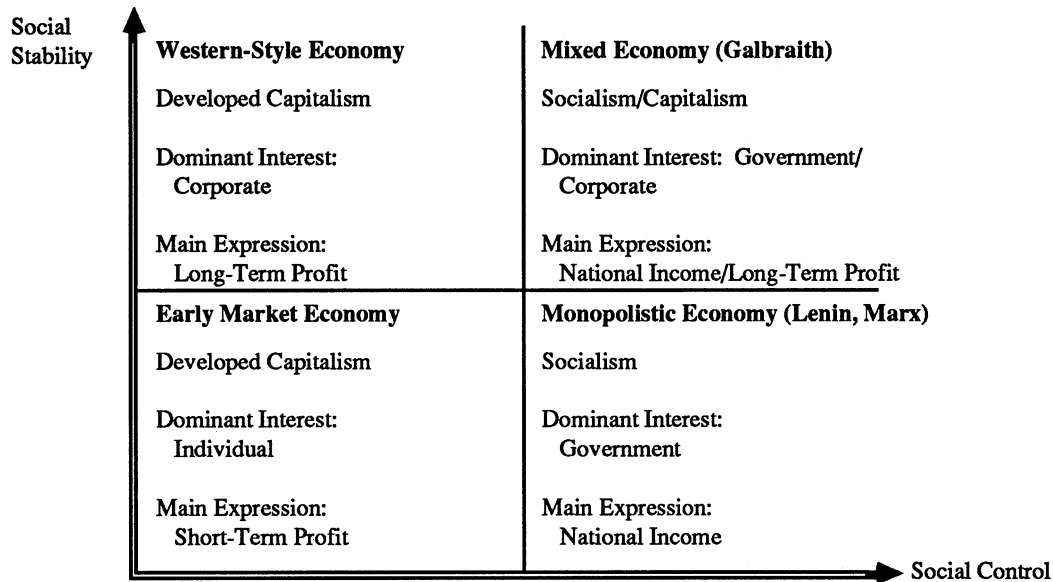 Social
Stability
Western-Style Economy
Developed Capitalism
Dominant Interest:
Corporate
Main Expression:
Long-Term Profit
Mixed Economy (Galbraith)
Socialism/Capitalism
Dominant Interest: Government/
Corporate
Main Expression:
National Income/Long-Term Profit
Early Market Economy
Developed Capitalism
Dominant Interest:
Individual
Main Expression:
Short-Term Profit
Monopolistic Economy (Lenin, Marx)
Socialism
Dominant Interest:
Government
Main Expression:
National Income
Social Control